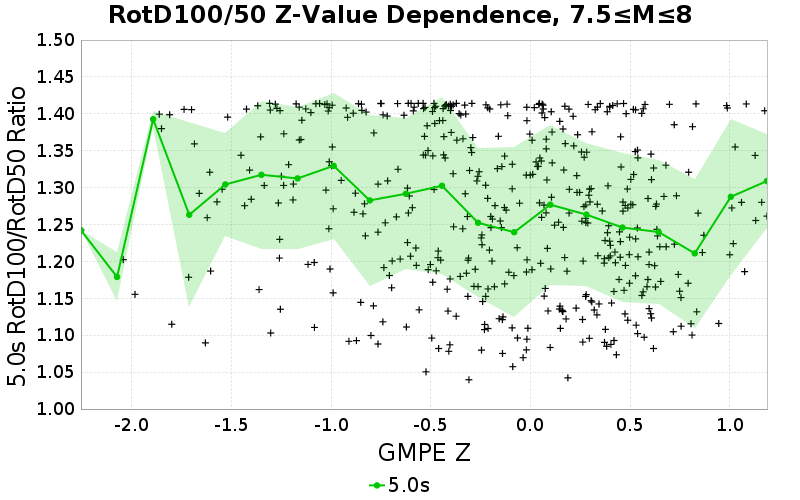 RotD100/50 Z-Value Dependence, 7.5≤M≤8
1.50
1.45
1.40
1.35
1.30
1.25
1.20
1.15
1.10
1.05
1.00
5.0s RotD100/RotD50 Ratio
-2.0 -1.5 -1.0 -0.5 0.0 0.5 1.0
GMPE Z
5.0s